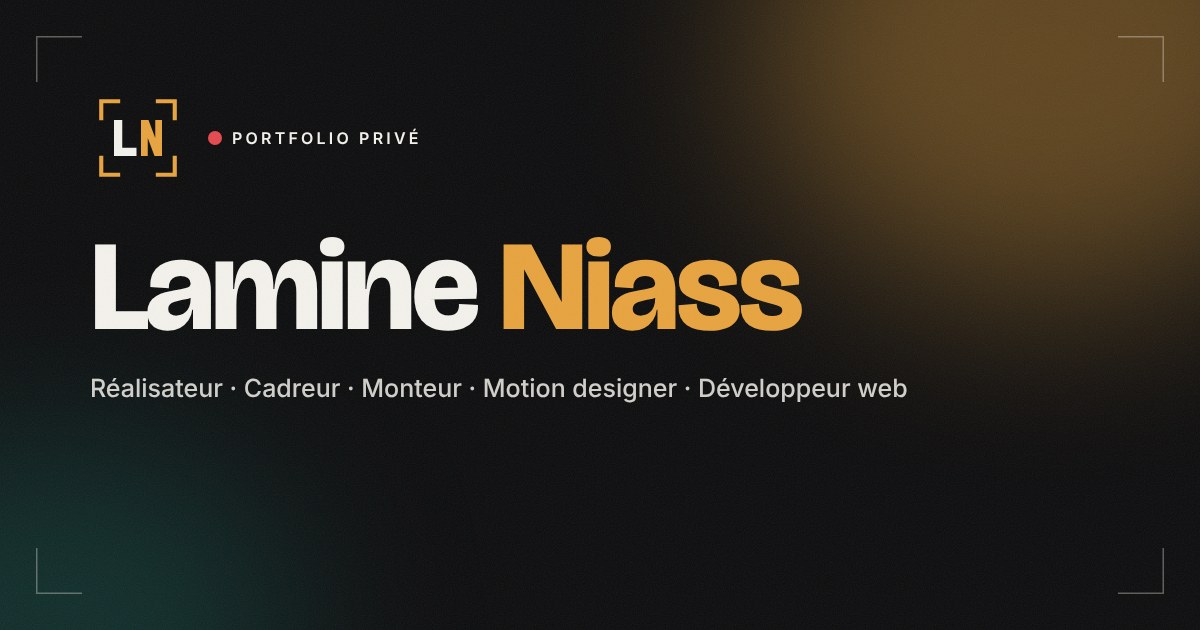 LN
PORTFOLIO PRIVÉ
Lamine Niass
Réalisateur · Cadreur · Monteur · Motion designer · Développeur web